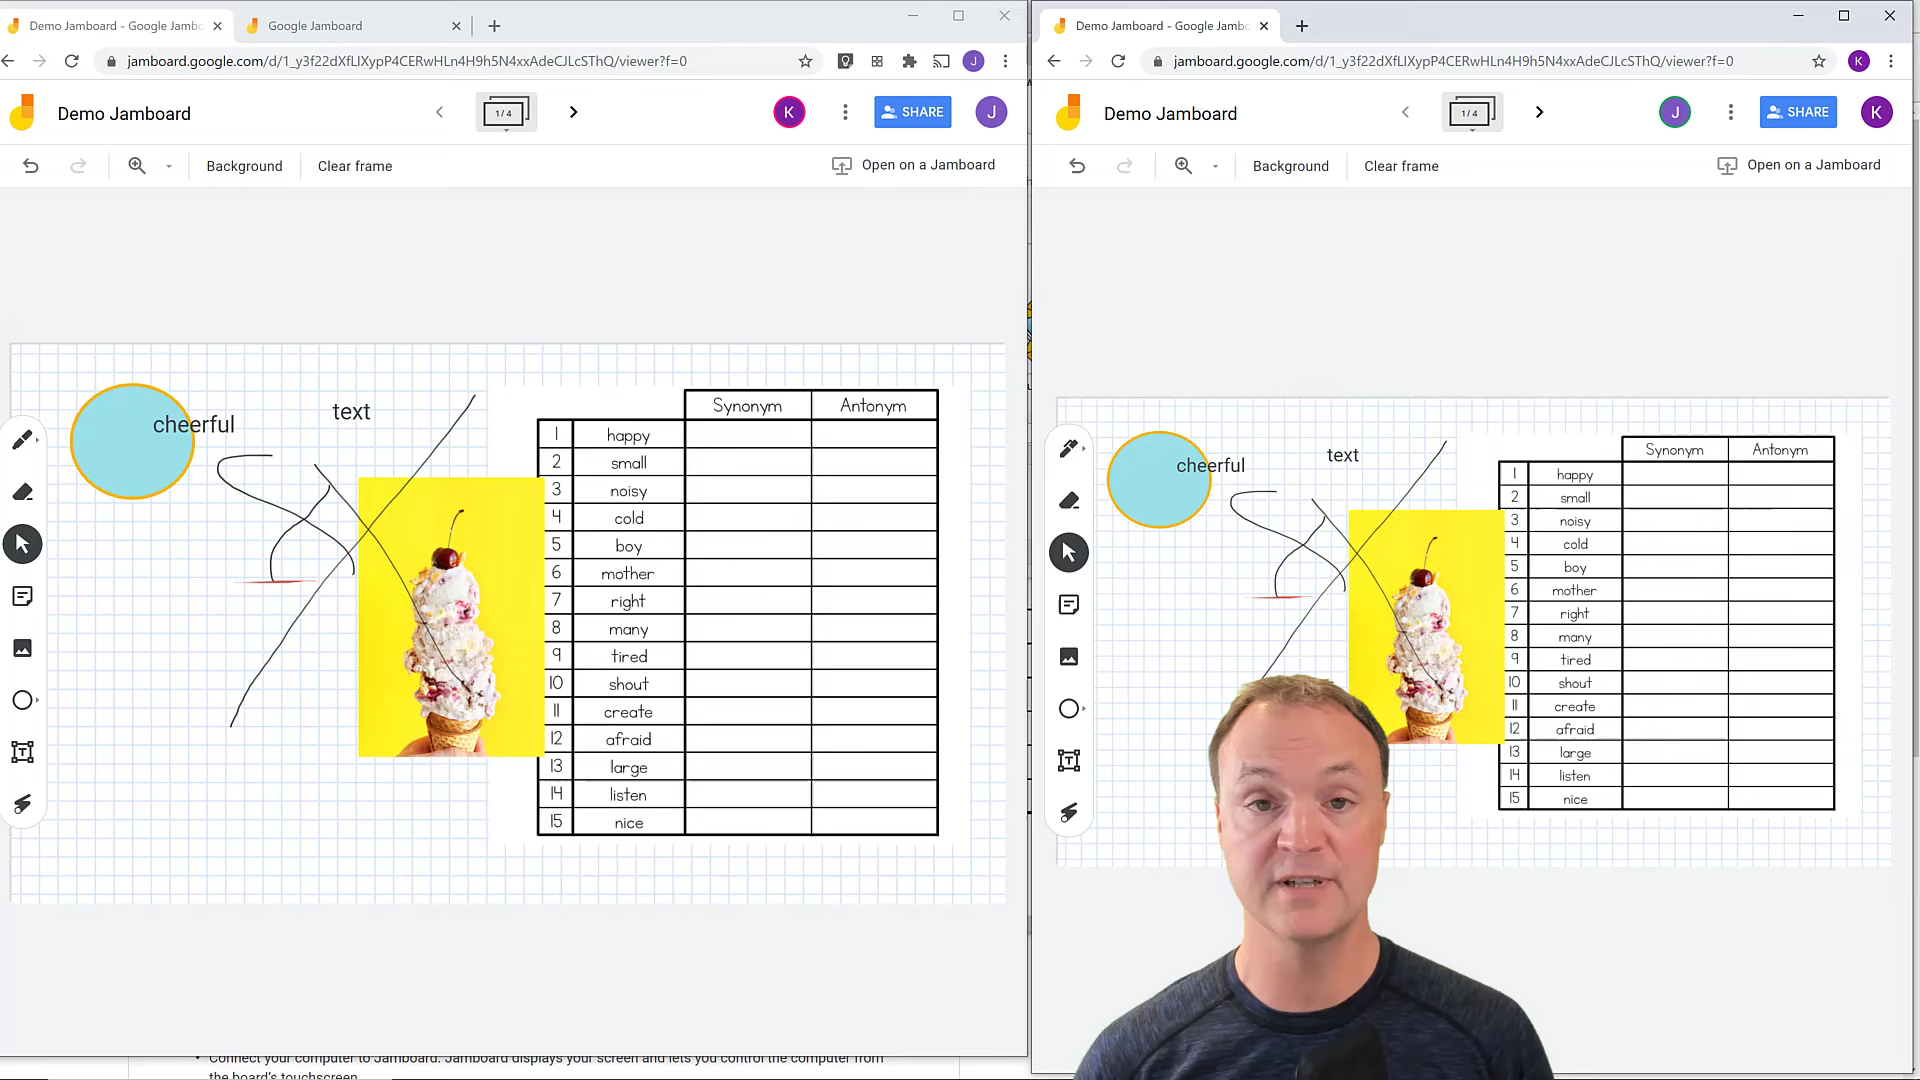 Demo Jamboard - Google Jambo
Google Jamboard
jamboard.google.com/d/1_y3f22dXfLIXypP4CERwHLn4H9h5N4xxAdeCJLcSThQ/viewer?f=0
J
Demo Jamboard
1/4
K
SHARE
J
Background
Clear frame
Open on a Jamboard
cheerful
text
Synonym Antonym
1 happy
2 small
3 noisy
4 cold
5 boy
6 mother
7 right
8 many
9 tired
10 shout
11 create
12 afraid
13 large
14 listen
15 nice
Connect your computer to Jamboard. Jamboard displays your screen and lets you control the computer from
the board's touchscreen
Demo Jamboard - Google Jambo
jamboard.google.com/d/1_y3f22dXfLIXypP4CERwHLn4H9h5N4xxAdeCJLcSThQ/viewer?f=0
K
Demo Jamboard
1/4
J
SHARE
K
Background
Clear frame
Open on a Jamboard
cheerful
text
Synonym Antonym
1 happy
2 small
3 noisy
4 cold
5 boy
6 mother
7 right
8 many
9 tired
10 shout
11 create
12 afraid
13 large
14 listen
15 nice